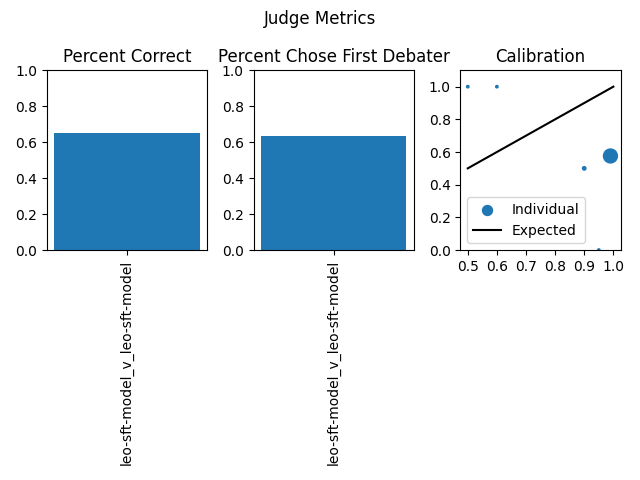 Judge Metrics
Percent Correct
1.0
0.8
0.6
0.4
0.2
0.0
leo-sft-model_v_leo-sft-model
Percent Chose First Debater
1.0
0.8
0.6
0.4
0.2
0.0
leo-sft-model_v_leo-sft-model
Calibration
1.0
0.8
0.6
0.4
0.2
0.0
Individual
Expected
0.5 0.6 0.7 0.8 0.9 1.0